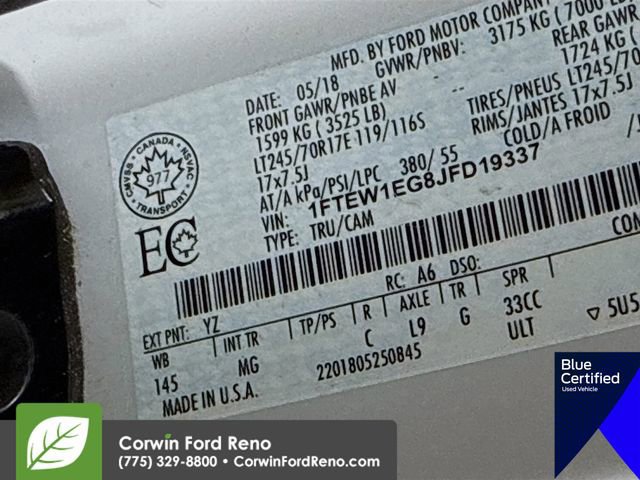 MFD. BY FORD MOTOR COMPANY
DATE: 05/18 GVWR/PNBV: 3175 KG (7000 LB
FRONT GAWR/PNBE AV REAR GAWR/
1599 KG (3525 LB) 1724 KG (
LT245/70R17E 119/116S TIRES/PNEUS LT245/70
17x7.5J RIMS/JANTES 17x7.5J
AT/A kPa/PSI/LPC 380/55 COLD/A FROID
VIN: 1FTEW1EG8JFD19337
TYPE: TRU/CAM
CMVSS · CANADA · NSVAC
977
TRANSPORT
EC
RC: A6 DSO:
EXT PNT: YZ
WB INT TR TP/PS R AXLE TR SPR
145 MG C L9 G 33CC
ULT
5U5
MADE IN U.S.A. 2201805250845
Blue
Certified
Used Vehicle
Corwin Ford Reno
(775) 329-8800 • CorwinFordReno.com